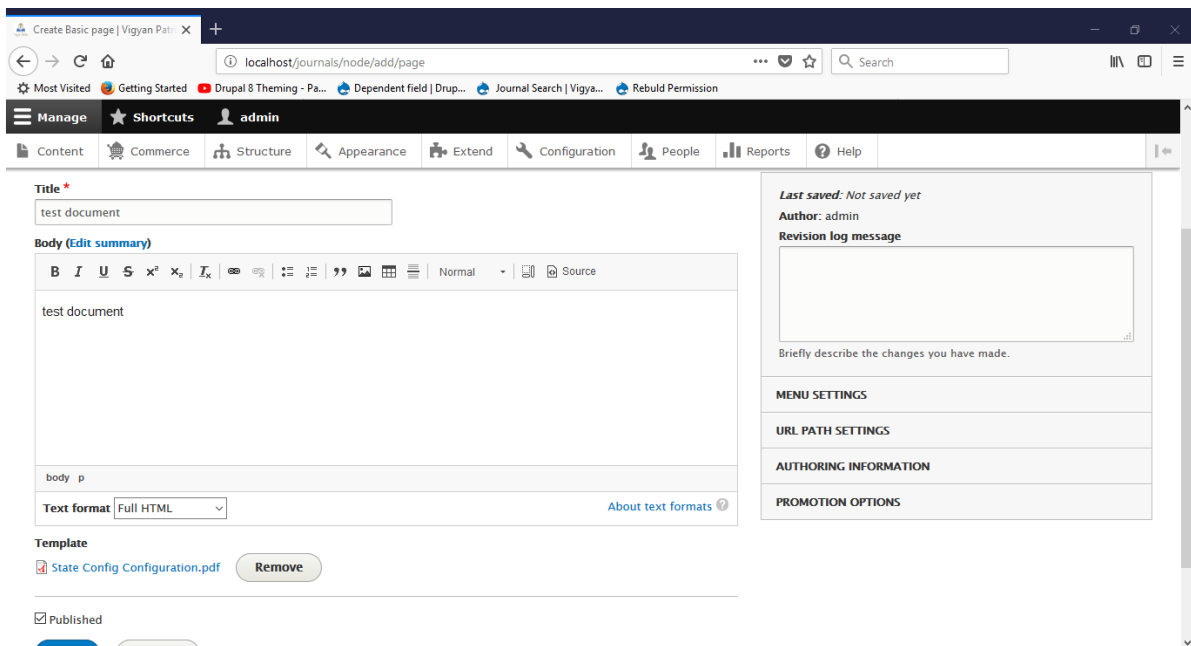 Create Basic page | Vigyan Patri
localhost/journals/node/add/page
Search
Most Visited Getting Started Drupal 8 Theming - Pa... Dependent field | Drup... Journal Search | Vigya... Rebuld Permission
Manage Shortcuts admin
Content Commerce Structure Appearance Extend Configuration People Reports Help
Title *
test document
Body (Edit summary)
B I U S x² xₛ Iₓ Normal Source
test document
body p
Text format Full HTML
About text formats ?
Template
State Config Configuration.pdf Remove
Published
Last saved: Not saved yet
Author: admin
Revision log message
Briefly describe the changes you have made.
MENU SETTINGS
URL PATH SETTINGS
AUTHORING INFORMATION
PROMOTION OPTIONS